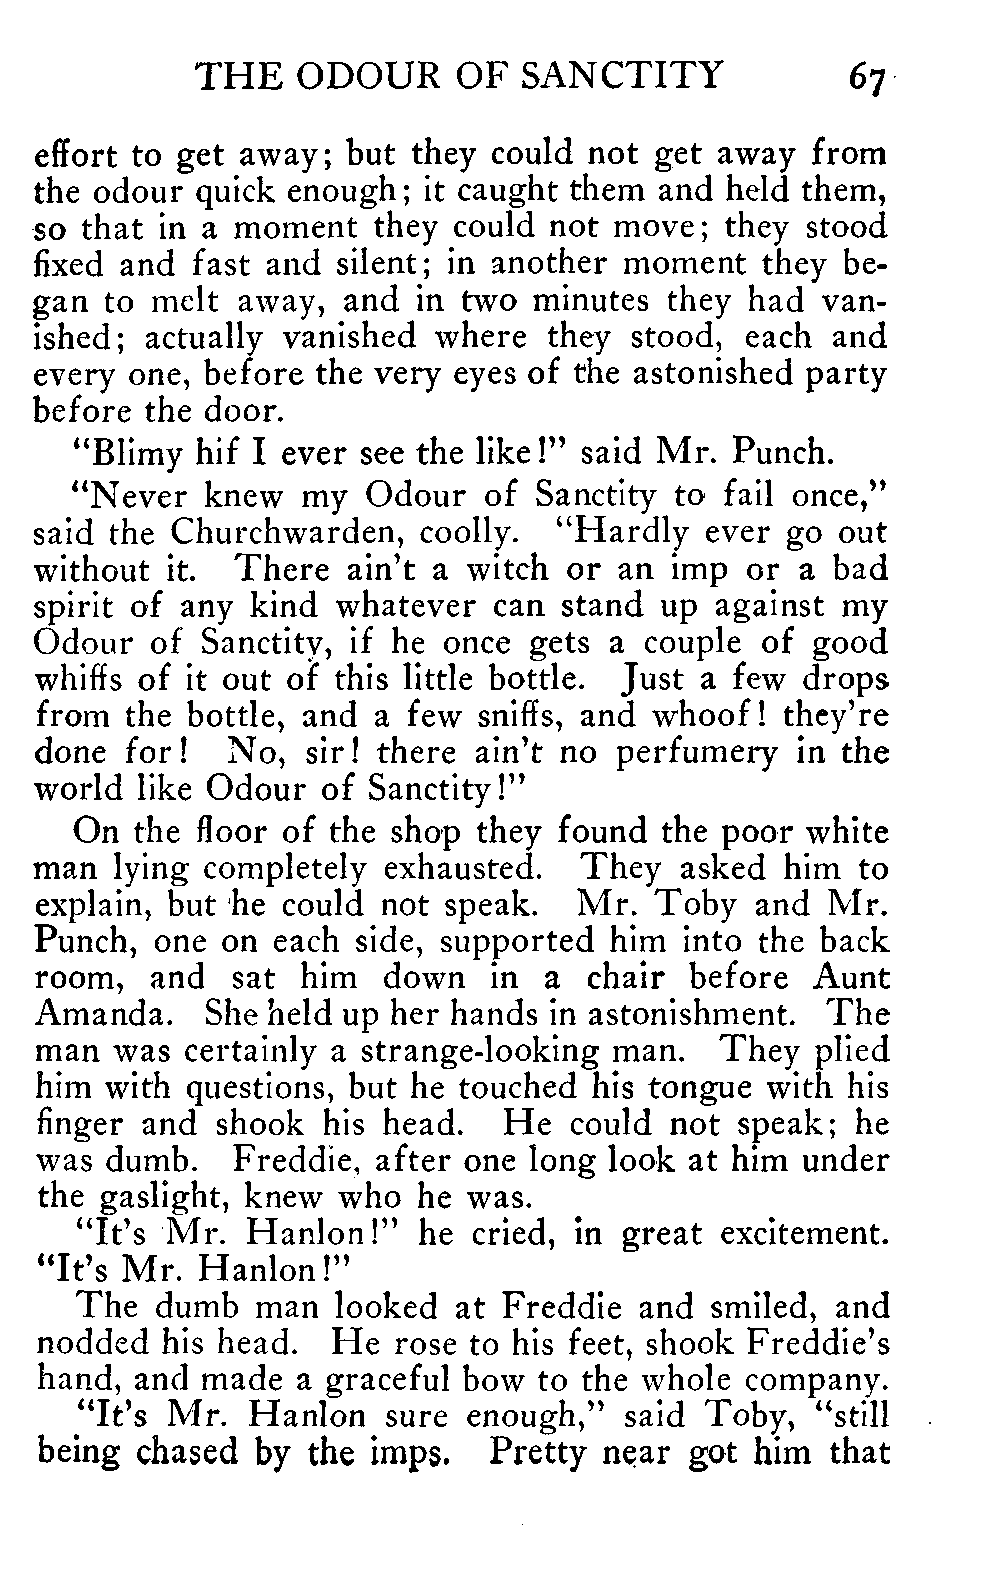 THE ODOUR OF SANCTITY 67
effort to get away; but they could not get away from
the odour quick enough; it caught them and held them,
so that in a moment they could not move; they stood
fixed and fast and silent; in another moment they be-
gan to melt away, and in two minutes they had van-
ished; actually vanished where they stood, each and
every one, before the very eyes of the astonished party
before the door.
“Blimy hif I ever see the like!” said Mr. Punch.
“Never knew my Odour of Sanctity to fail once,”
said the Churchwarden, coolly. “Hardly ever go out
without it. There ain’t a witch or an imp or a bad
spirit of any kind whatever can stand up against my
Odour of Sanctity, if he once gets a couple of good
whiffs of it out of this little bottle. Just a few drops
from the bottle, and a few sniffs, and whoof! they’re
done for! No, sir! there ain’t no perfumery in the
world like Odour of Sanctity!”
On the floor of the shop they found the poor white
man lying completely exhausted. They asked him to
explain, but he could not speak. Mr. Toby and Mr.
Punch, one on each side, supported him into the back
room, and sat him down in a chair before Aunt
Amanda. She held up her hands in astonishment. The
man was certainly a strange-looking man. They plied
him with questions, but he touched his tongue with his
finger and shook his head. He could not speak; he
was dumb. Freddie, after one long look at him under
the gaslight, knew who he was.
“It’s Mr. Hanlon!” he cried, in great excitement.
“It’s Mr. Hanlon!”
The dumb man looked at Freddie and smiled, and
nodded his head. He rose to his feet, shook Freddie’s
hand, and made a graceful bow to the whole company.
“It’s Mr. Hanlon sure enough,” said Toby, “still
being chased by the imps. Pretty near got him that